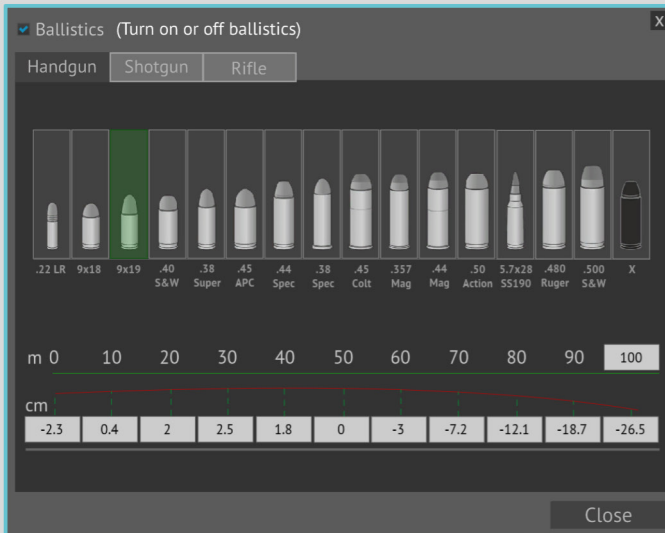 Ballistics (Turn on or off ballistics)
X
Handgun Shotgun Rifle
.22 LR 9x18 9x19 .40 S&W .38 Super .45 APC .44 Spec .38 Spec .45 Colt .357 Mag .44 Mag .50 Action 5.7x28 SS190 .480 Ruger .500 S&W X
m 0 10 20 30 40 50 60 70 80 90 100
cm
-2.3 0.4 2 2.5 1.8 0 -3 -7.2 -12.1 -18.7 -26.5
Close